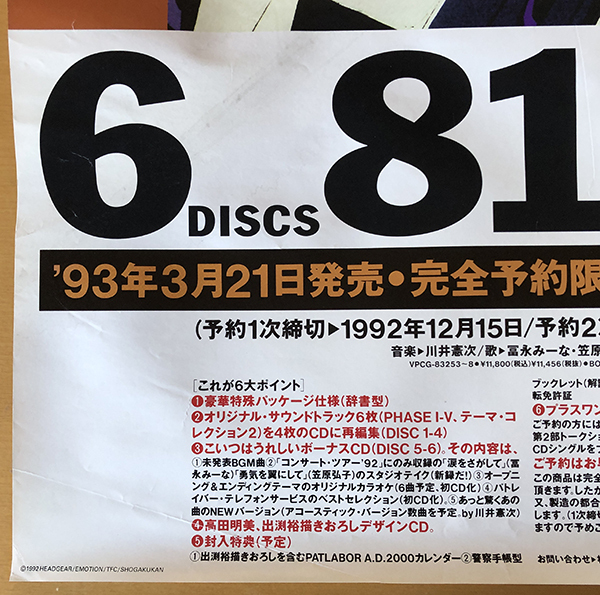 6 DISCS 81
’93年3月21日発売●完全予約限
(予約1次締切▶1992年12月15日/予約2
音楽▶川井憲次/歌▶冨永みーな・笠原
VPCG-83253~8●¥11,800(税込)¥11,456(税抜)●BO
[これが6大ポイント]
❶豪華特殊パッケージ仕様(辞書型)
❷オリジナル・サウンドトラック6枚(PHASE I-V、テーマ・コ
レクション2)を4枚のCDに再編集(DISC 1-4)
❸こいつはうれしいボーナスCD(DISC 5-6)。その内容は、
①未発表BGM曲②「コンサート・ツアー'92」にのみ収録の「涙をさがして」(冨
永みーな)「勇気を翼にして」(笠原弘子)のスタジオテイク(新録だ!)③オープニ
ング&エンディングテーマのオリジナルカラオケ(6曲予定、初CD化)④パトレ
イバー・テレフォンサービスのベストセレクション(初CD化)。⑤あっと驚くあの
曲のNEWバージョン(アコースティック・バージョン数曲を予定。by川井憲次)
❹高田明美、出渕裕描きおろしデザインCD。
❺封入特典(予定)
①出渕裕描きおろしを含むPATLABOR A.D.2000カレンダー②警察手帳型
ブックレット(解説
転免許証
❻プラスワン
ご予約の方には
第2部トークショ
CDシングルをプ
ご予約はお早
この商品は完全
頂きます。したが
又、製造の都合
します。(1次締切
ますので予めご
お問い合わせ▶
©1992 HEADGEAR/EMOTION/TFC/SHOGAKUKAN